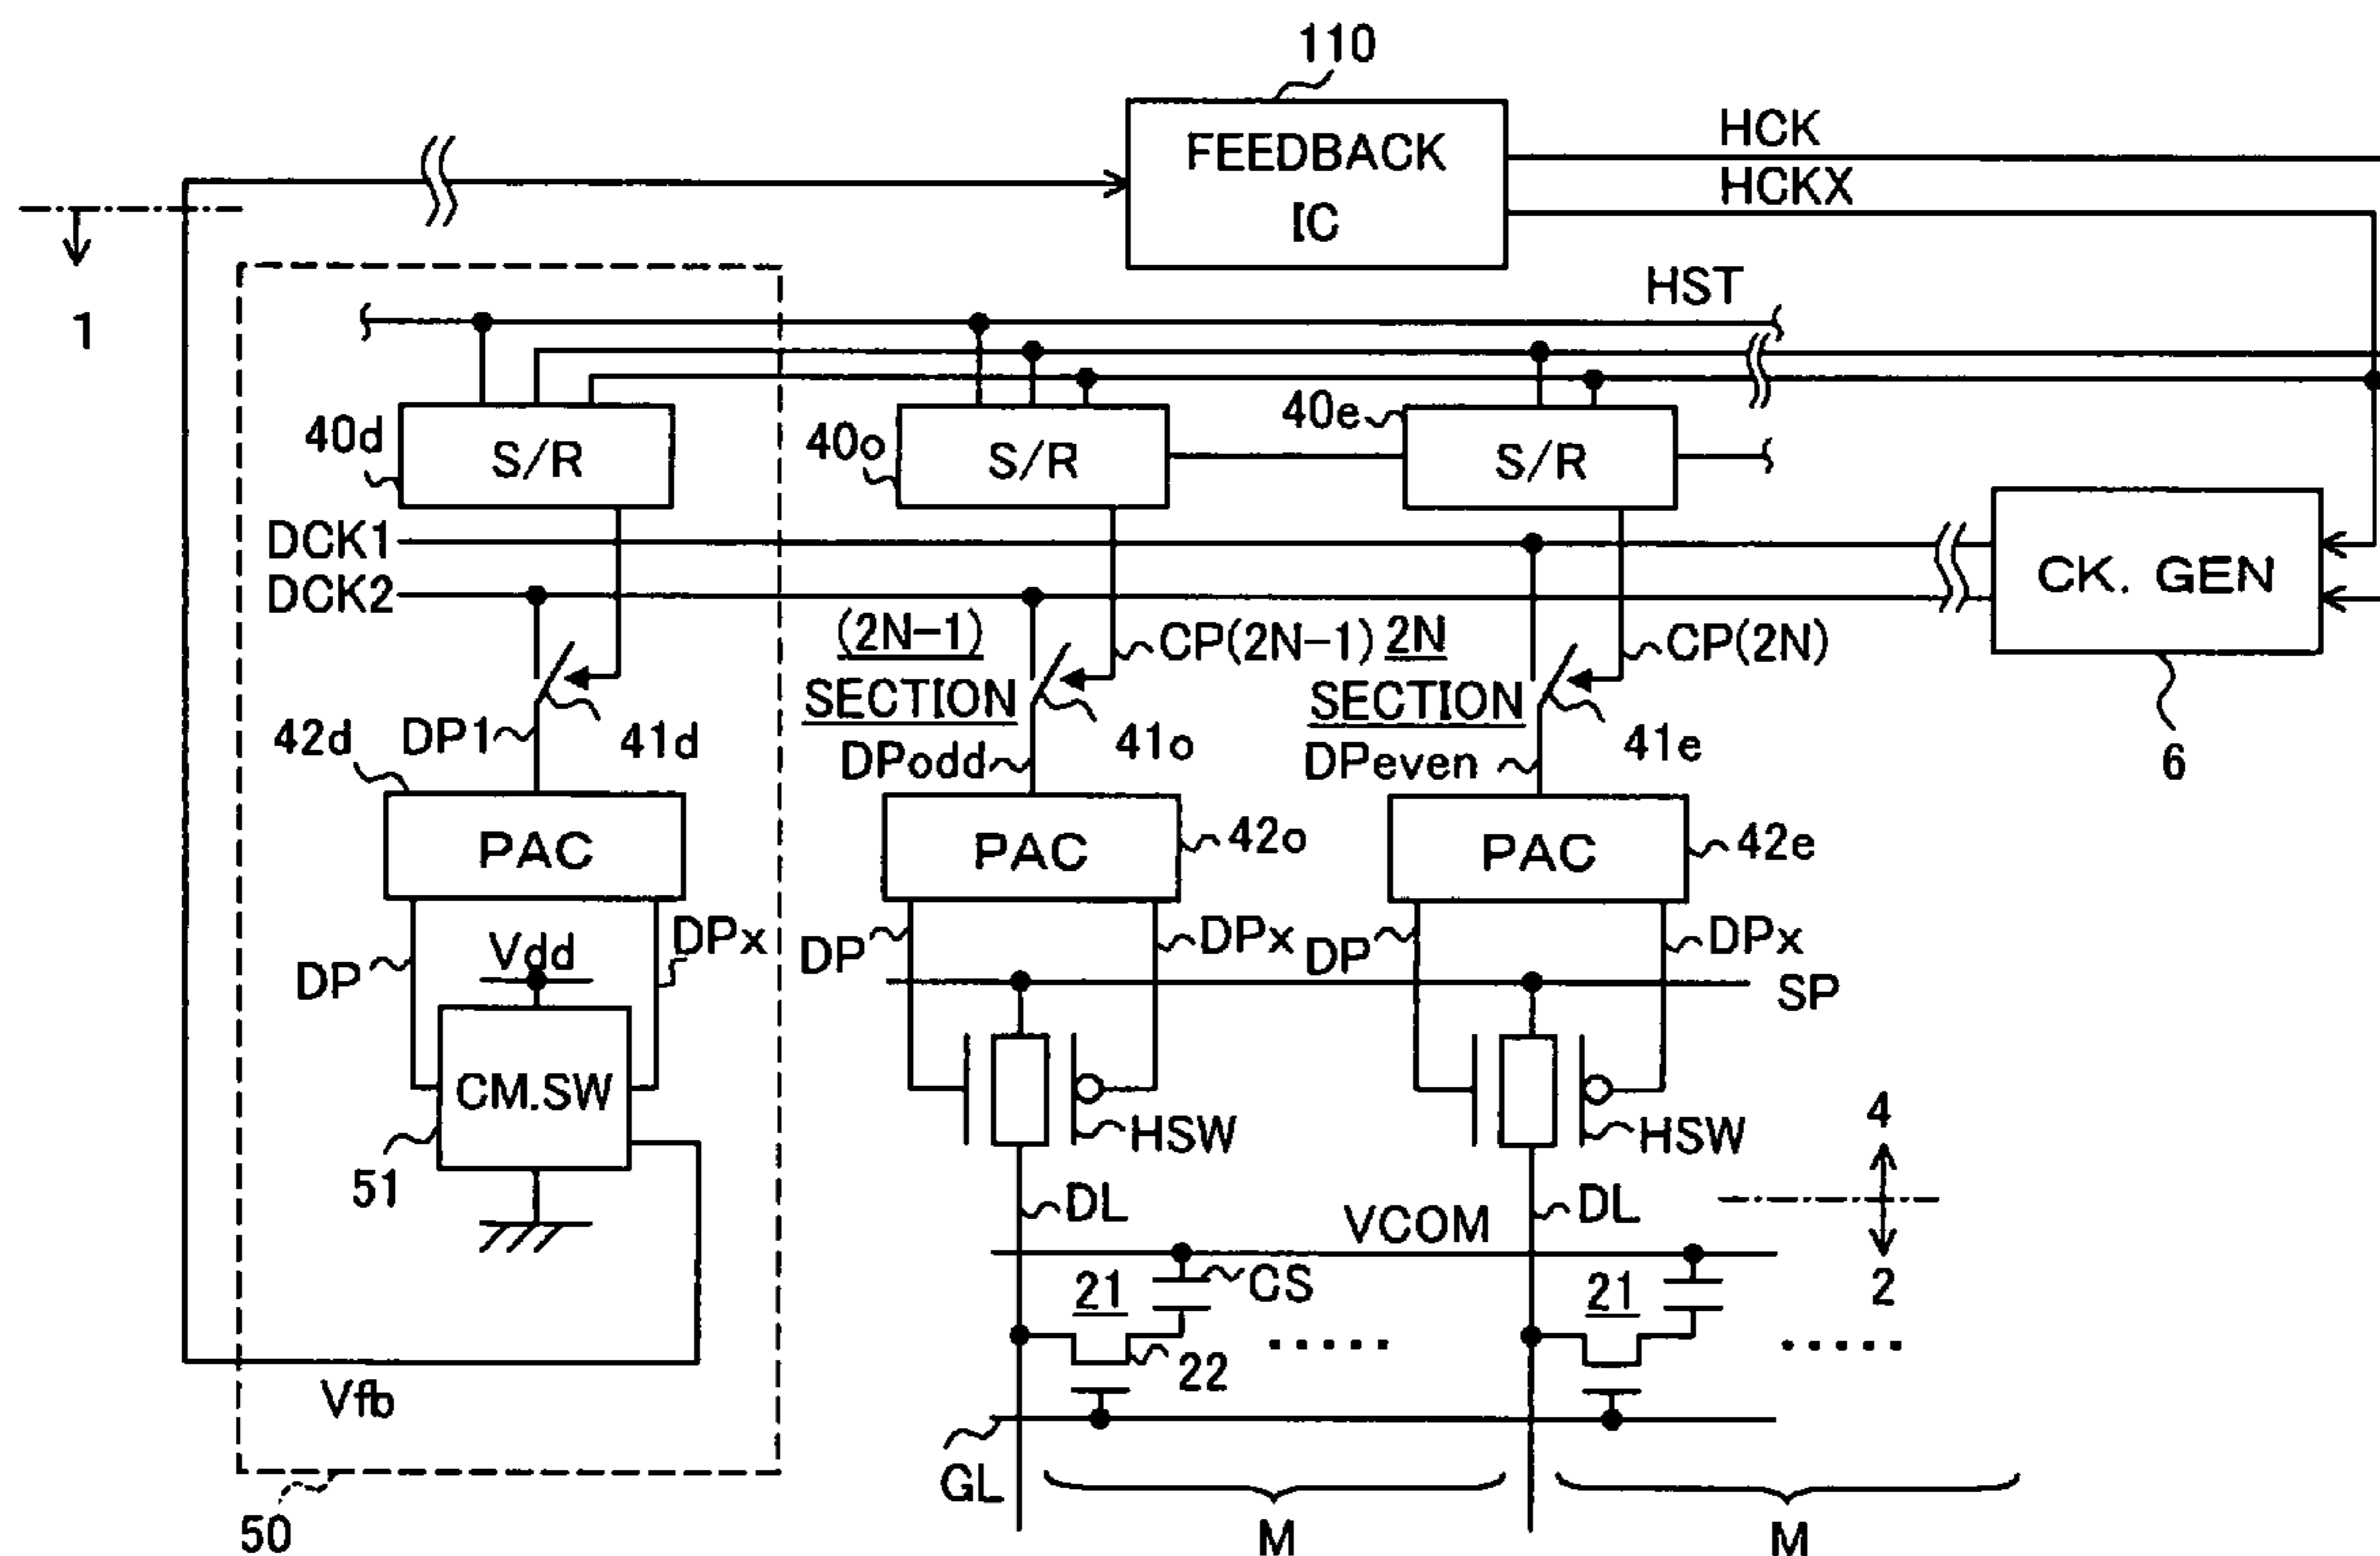 110
FEEDBACK
IC
HCK
HCKX
1
HST
40d
S/R
40o
S/R
40e
S/R
DCK1
DCK2
CK. GEN
6
(2N-1)
SECTION
CP(2N-1)
2N
SECTION
CP(2N)
42d
DP1
41d
DPodd
41o
DPeven
41e
PAC
PAC
42o
PAC
42e
DP
Vdd
DPx
DP
DPx
DP
DPx
SP
CM.SW
51
HSW
HSW
4
2
DL
VCOM
DL
21
CS
21
22
Vfb
GL
50
M
M